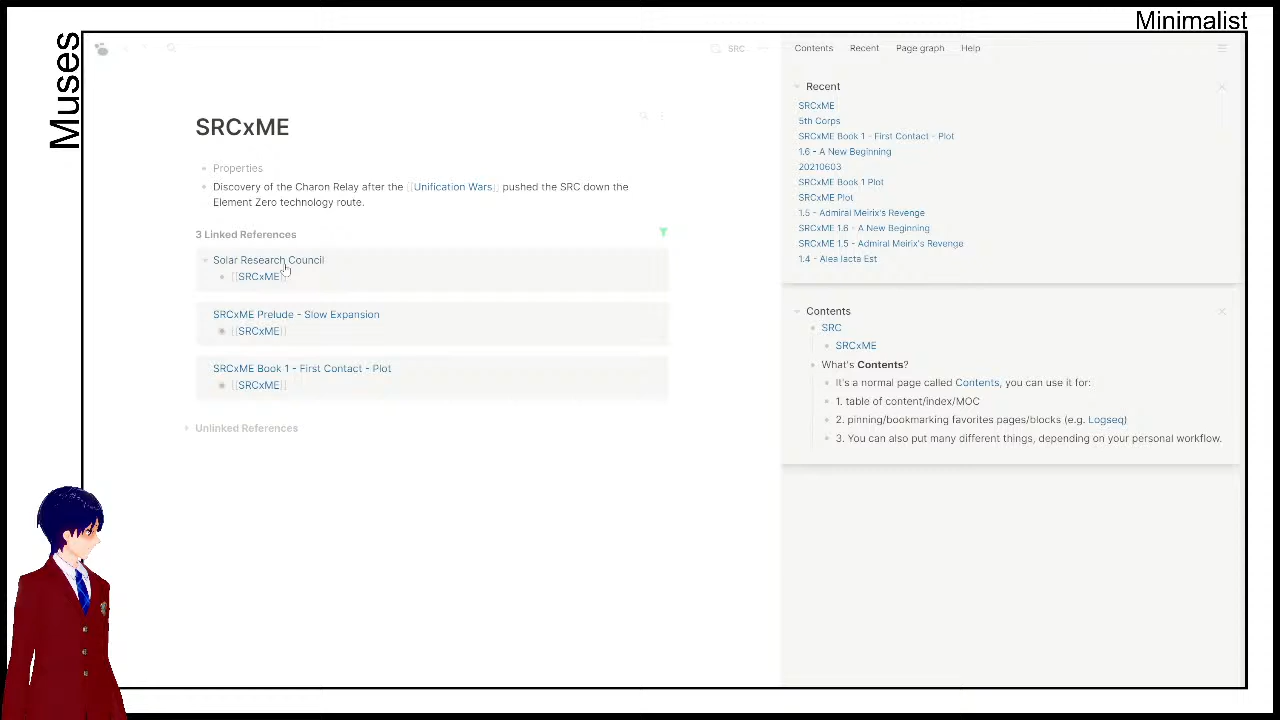 Minimalist
Muses
SRC
Contents Recent Page graph Help
SRCxME
Properties
Discovery of the Charon Relay after the [[Unification Wars]] pushed the SRC down the
Element Zero technology route.
3 Linked References
Solar Research Council
[[SRCxME]]
SRCxME Prelude - Slow Expansion
[[SRCxME]]
SRCxME Book 1 - First Contact - Plot
[[SRCxME]]
Unlinked References
Recent
SRCxME
5th Corps
SRCxME Book 1 - First Contact - Plot
1.6 - A New Beginning
20210603
SRCxME Book 1 Plot
SRCxME Plot
1.5 - Admiral Meirix's Revenge
SRCxME 1.6 - A New Beginning
SRCxME 1.5 - Admiral Meirix's Revenge
1.4 - Alea Iacta Est
Contents
SRC
SRCxME
What's Contents?
It's a normal page called Contents, you can use it for:
1. table of content/index/MOC
2. pinning/bookmarking favorites pages/blocks (e.g. Logseq)
3. You can also put many different things, depending on your personal workflow.